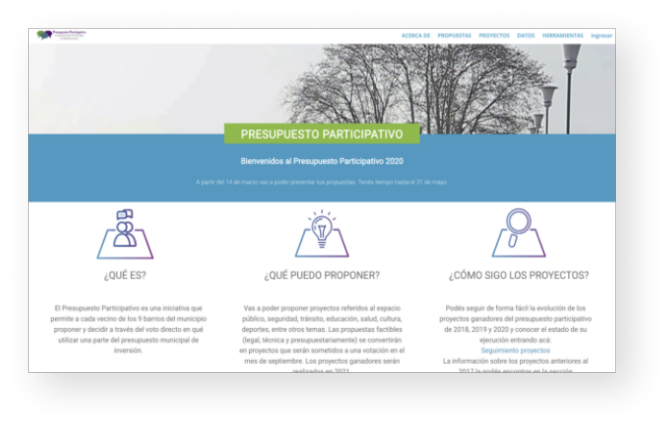 Presupuesto Participativo
ACERCA DE PROPUESTAS PROYECTOS DATOS HERRAMIENTAS Ingresar
PRESUPUESTO PARTICIPATIVO
Bienvenidos al Presupuesto Participativo 2020
A partir del 14 de marzo vas a poder presentar tus propuestas. Tenés tiempo hasta el 31 de mayo.
¿QUÉ ES?
El Presupuesto Participativo es una iniciativa que
permite a cada vecino de los 9 barrios del municipio
proponer y decidir a través del voto directo en qué
utilizar una parte del presupuesto municipal de
inversión.
¿QUÉ PUEDO PROPONER?
Vas a poder proponer proyectos referidos al espacio
público, seguridad, tránsito, educación, salud, cultura,
deportes, entre otros temas. Las propuestas factibles
(legal, técnica y presupuestariamente) se convertirán
en proyectos que serán sometidos a una votación en el
mes de septiembre. Los proyectos ganadores serán
realizados en 2021.
¿CÓMO SIGO LOS PROYECTOS?
Podés seguir de forma fácil la evolución de los
proyectos ganadores del presupuesto participativo
de 2018, 2019 y 2020 y conocer el estado de su
ejecución entrando acá:
Seguimiento proyectos
La información sobre los proyectos anteriores al
2017 la podés encontrar en la sección